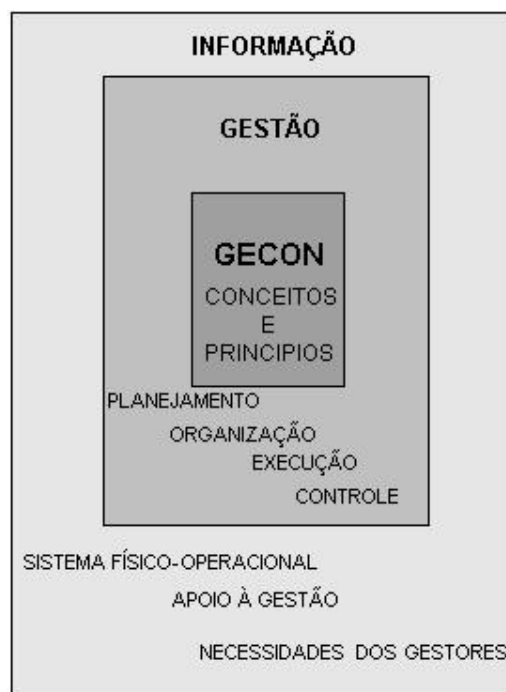 INFORMAÇÃO
GESTÃO
GECON
CONCEITOS
E
PRINCIPIOS
PLANEJAMENTO
ORGANIZAÇÃO
EXECUÇÃO
CONTROLE
SISTEMA FÍSICO-OPERACIONAL
APOIO À GESTÃO
NECESSIDADES DOS GESTORES